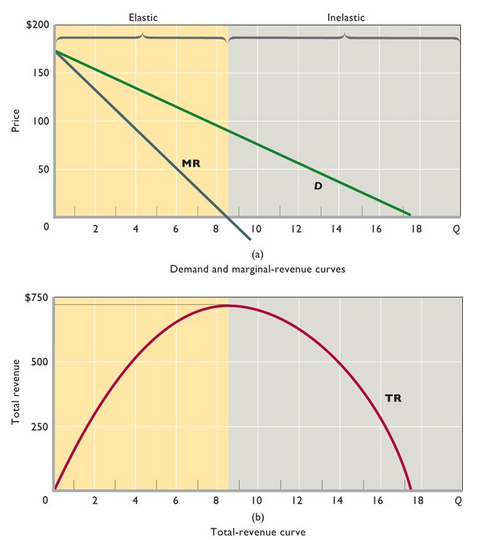 Elastic Inelastic
$200
150
100
50
0
Price
MR
D
2 4 6 8 10 12 14 16 18 Q
(a)
Demand and marginal-revenue curves
$750
500
250
0
Total revenue
TR
2 4 6 8 10 12 14 16 18 Q
(b)
Total-revenue curve